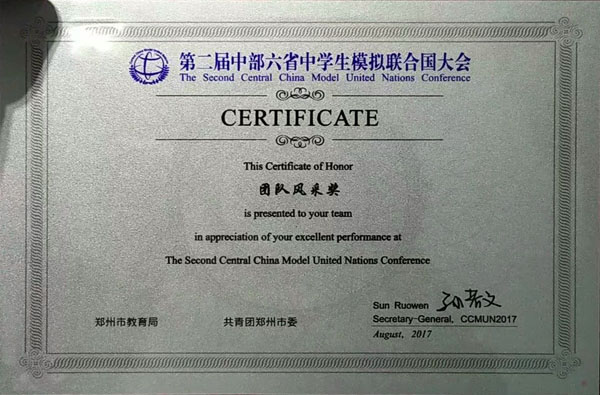 第二届中部六省中学生模拟联合国大会
The Second Central China Model United Nations Conference
CERTIFICATE
This Certificate of Honor
团队风采奖
is presented to your team
in appreciation of your excellent performance at
The Second Central China Model United Nations Conference
郑州市教育局
共青团郑州市委
Sun Ruowen 孙若文
Secretary-General, CCMUN2017
August, 2017